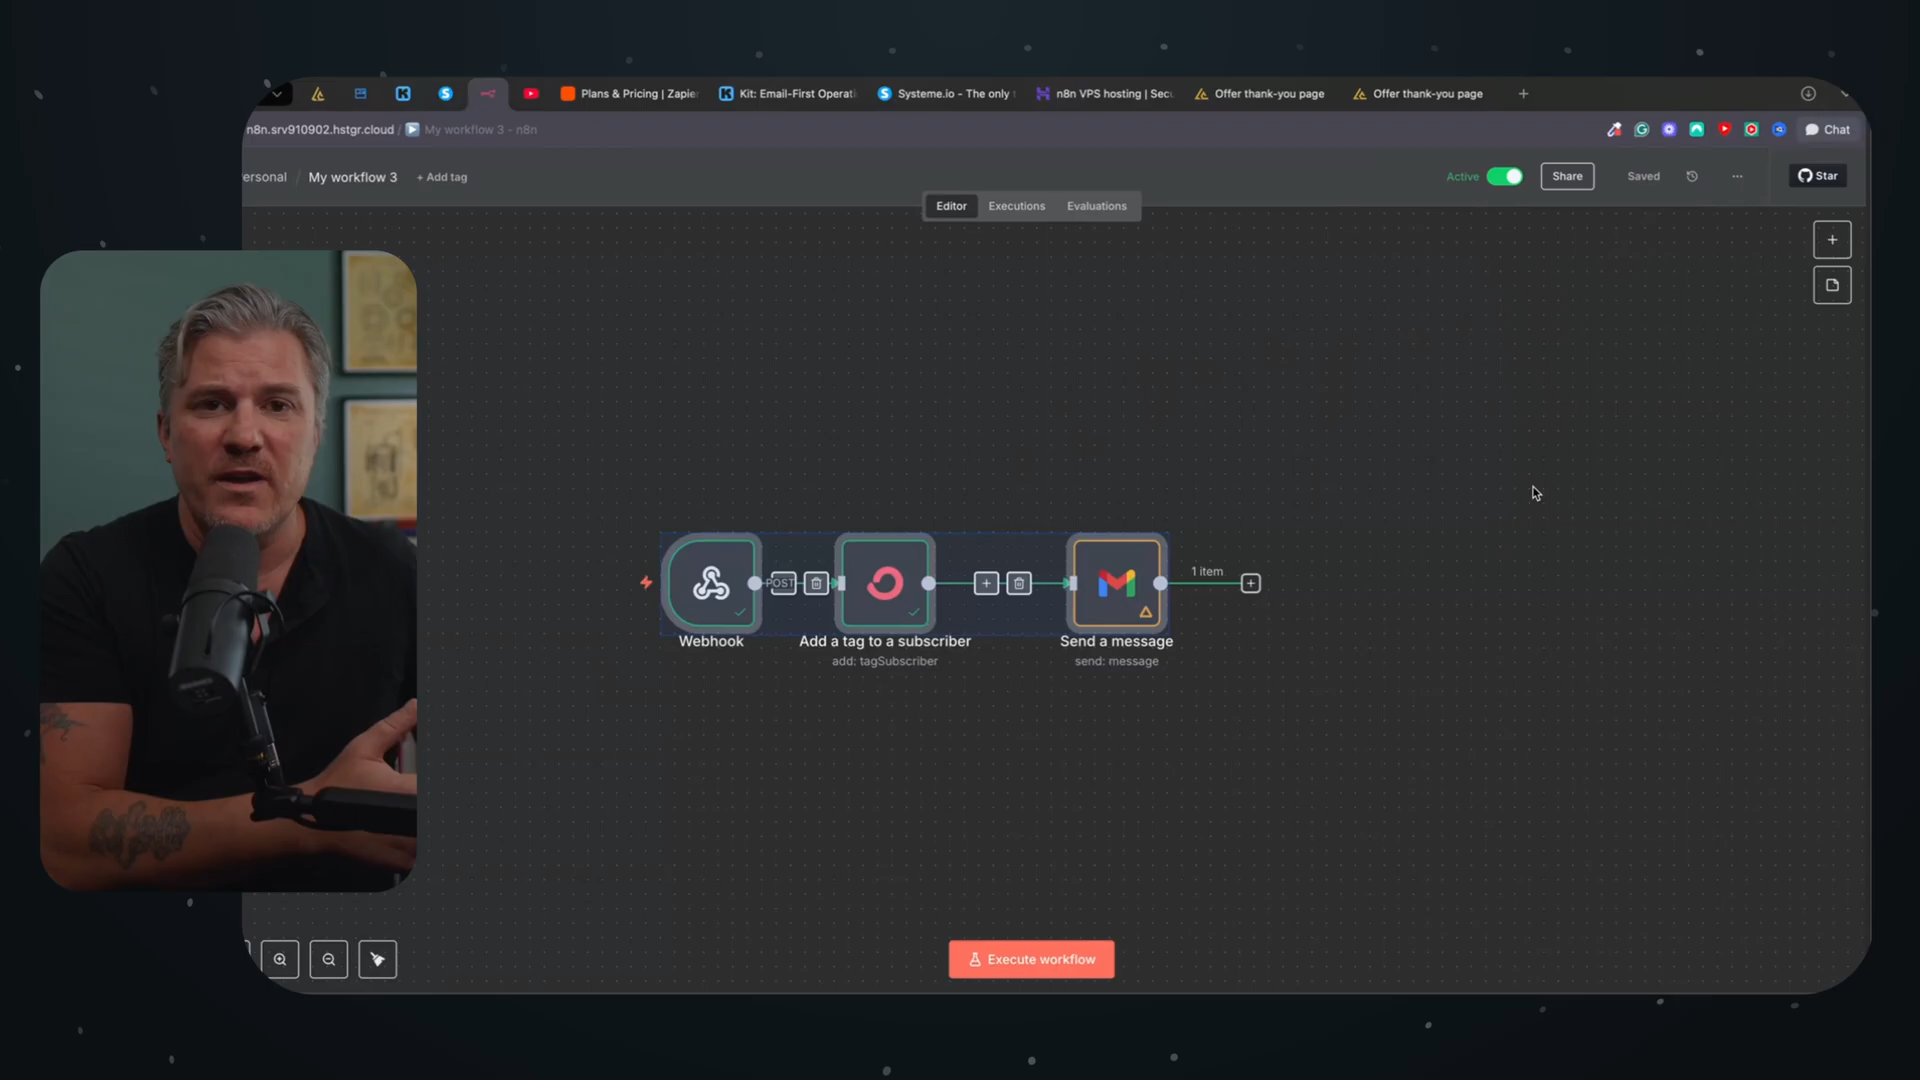 Plans & Pricing | Zapie
Kit: Email-First Operati
Systeme.io - The only
n8n VPS hosting | Secu
Offer thank-you page
Offer thank-you page
n8n.srv910902.hstgr.cloud / My workflow 3 - n8n
Chat
ersonal / My workflow 3 + Add tag
Active
Share
Saved
Star
Editor
Executions
Evaluations
POST
1 item
Webhook
Add a tag to a subscriber
add: tagSubscriber
Send a message
send: message
Execute workflow